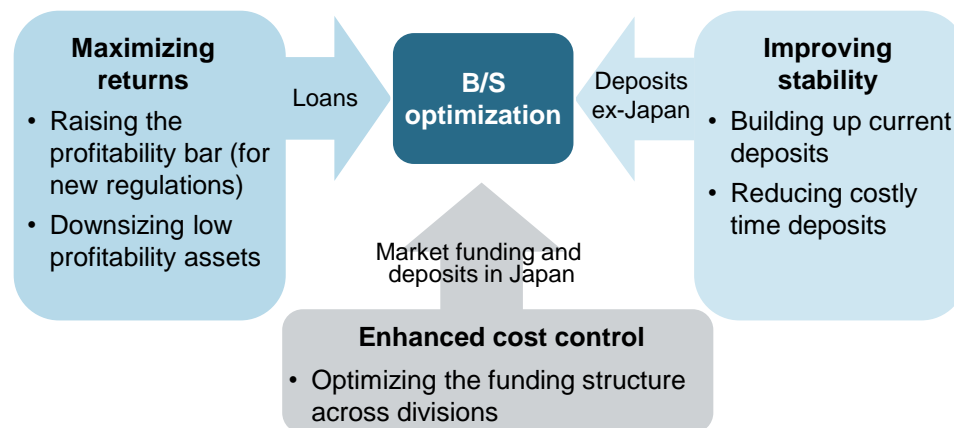 Maximizing
returns
• Raising the
profitability bar (for
new regulations)
• Downsizing low
profitability assets
Loans
B/S
optimization
Deposits
ex-Japan
Improving
stability
• Building up current
deposits
• Reducing costly
time deposits
Market funding and
deposits in Japan
Enhanced cost control
• Optimizing the funding structure
across divisions